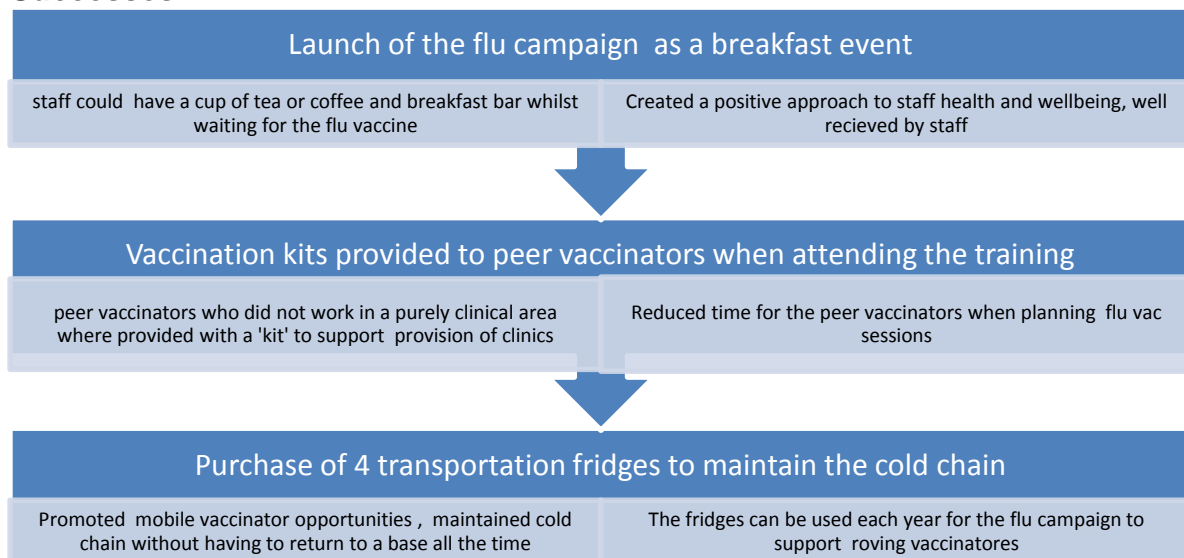 Launch of the flu campaign as a breakfast event
staff could have a cup of tea or coffee and breakfast bar whilst
waiting for the flu vaccine
Created a positive approach to staff health and wellbeing, well
recieved by staff
Vaccination kits provided to peer vaccinators when attending the training
peer vaccinators who did not work in a purely clinical area
where provided with a 'kit' to support provision of clinics
Reduced time for the peer vaccinators when planning flu vac
sessions
Purchase of 4 transportation fridges to maintain the cold chain
Promoted mobile vaccinator opportunities , maintained cold
chain without having to return to a base all the time
The fridges can be used each year for the flu campaign to
support roving vaccinatores